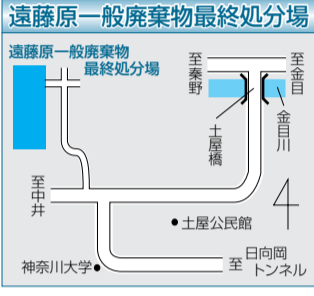 遠藤原一般廃棄物最終処分場
遠藤原一般廃棄物
最終処分場
至秦野
至金目
土屋橋
金目川
至中井
土屋公民館
神奈川大学
至日向岡
トンネル